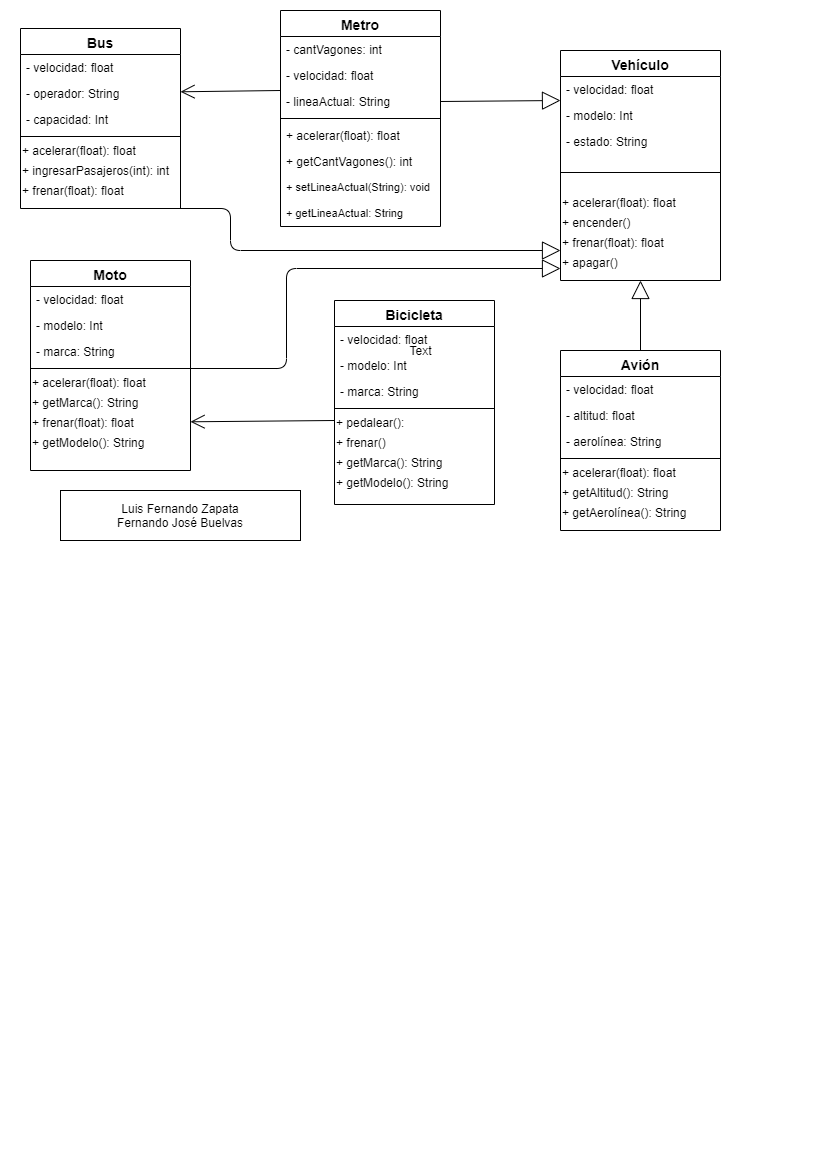 Bus
- velocidad: float
- operador: String
- capacidad: Int
+ acelerar(float): float
+ ingresarPasajeros(int): int
+ frenar(float): float
Metro
- cantVagones: int
- velocidad: float
- lineaActual: String
+ acelerar(float): float
+ getCantVagones(): int
+ setLineaActual(String): void
+ getLineaActual: String
Vehículo
- velocidad: float
- modelo: Int
- estado: String
+ acelerar(float): float
+ encender()
+ frenar(float): float
+ apagar()
Moto
- velocidad: float
- modelo: Int
- marca: String
+ acelerar(float): float
+ getMarca(): String
+ frenar(float): float
+ getModelo(): String
Bicicleta
- velocidad: float
Text
- modelo: Int
- marca: String
+ pedalear():
+ frenar()
+ getMarca(): String
+ getModelo(): String
Avión
- velocidad: float
- altitud: float
- aerolínea: String
+ acelerar(float): float
+ getAltitud(): String
+ getAerolínea(): String
Luis Fernando Zapata
Fernando José Buelvas